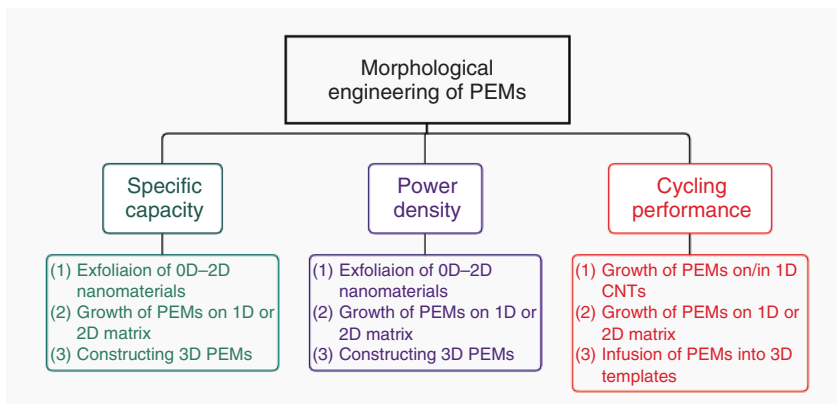 Morphological
engineering of PEMs
Specific
capacity
(1) Exfoliaion of 0D–2D
nanomaterials
(2) Growth of PEMs on 1D or
2D matrix
(3) Constructing 3D PEMs
Power
density
(1) Exfoliaion of 0D–2D
nanomaterials
(2) Growth of PEMs on 1D or
2D matrix
(3) Constructing 3D PEMs
Cycling
performance
(1) Growth of PEMs on/in 1D
CNTs
(2) Growth of PEMs on 1D or
2D matrix
(3) Infusion of PEMs into 3D
templates